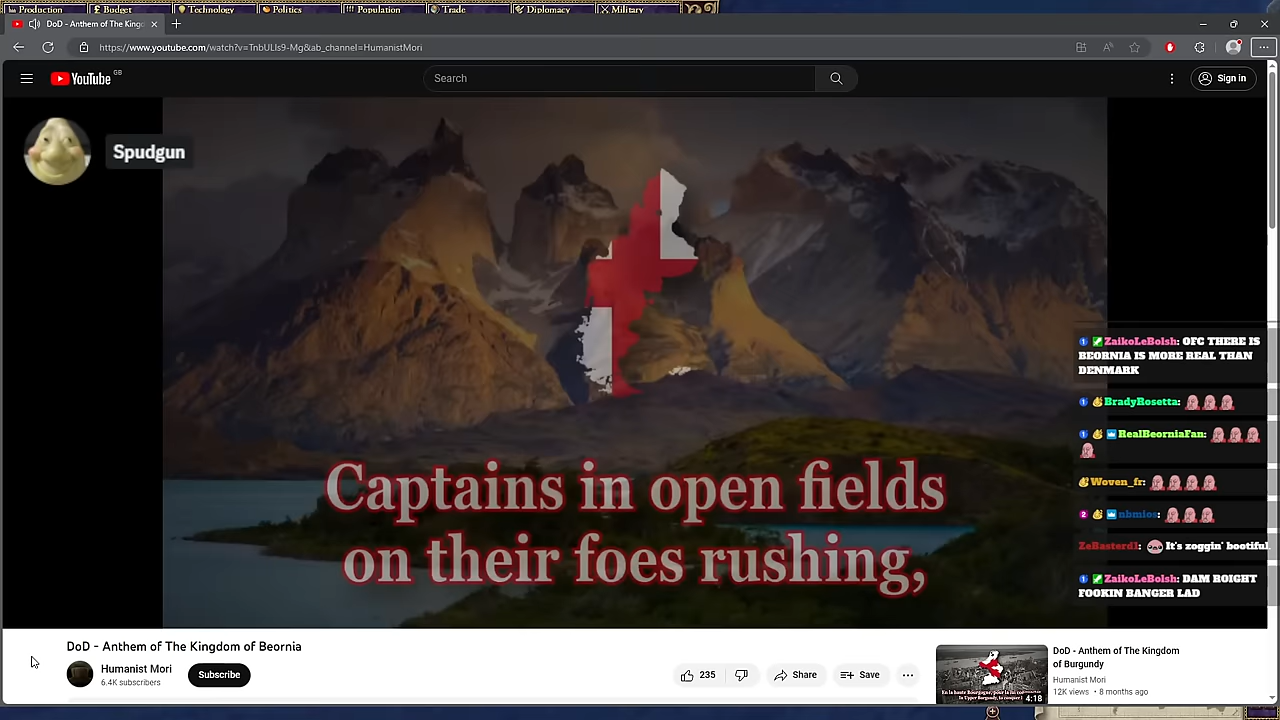 Production
Budget
Technology
Politics
Population
Trade
Diplomacy
Military
DoD - Anthem of The Kingd
https://www.youtube.com/watch?v=TnbULIs9-Mg&ab_channel=HumanistMori
YouTube GB
Search
Sign in
Spudgun
Captains in open fields
on their foes rushing,
ZaikoLeBolsh: OFC THERE IS
BEORNIA IS MORE REAL THAN
DENMARK
BradyRosetta:
RealBeorniaFan:
Woven_fr:
nbmios:
ZeBasterd1: It's zoggin' bootiful.
ZaikoLeBolsh: DAM ROIGHT
FOOKIN BANGER LAD
DoD - Anthem of The Kingdom of Beornia
Humanist Mori
6.4K subscribers
Subscribe
235
Share
Save
DoD - Anthem of The Kingdom
of Burgundy
Humanist Mori
12K views • 8 months ago
4:18